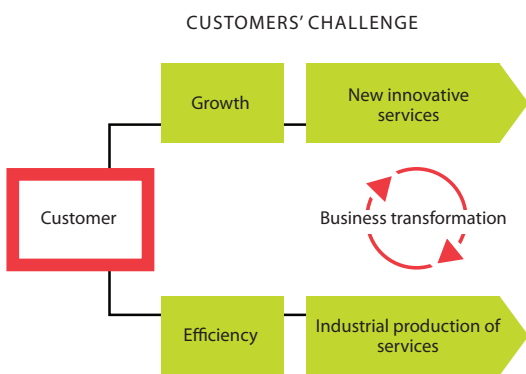 CUSTOMERS’ CHALLENGE
Growth
New innovative
services
Customer
Business transformation
Efficiency
Industrial production of
services